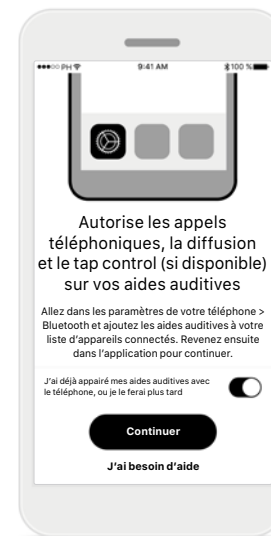 PH 9:41 AM 100 %
Autorise les appels
téléphoniques, la diffusion
et le tap control (si disponible)
sur vos aides auditives
Allez dans les paramètres de votre téléphone >
Bluetooth et ajoutez les aides auditives à votre
liste d'appareils connectés. Revenez ensuite
dans l'application pour continuer.
J'ai déjà appairé mes aides auditives avec
le téléphone, ou je le ferai plus tard
Continuer
J'ai besoin d'aide